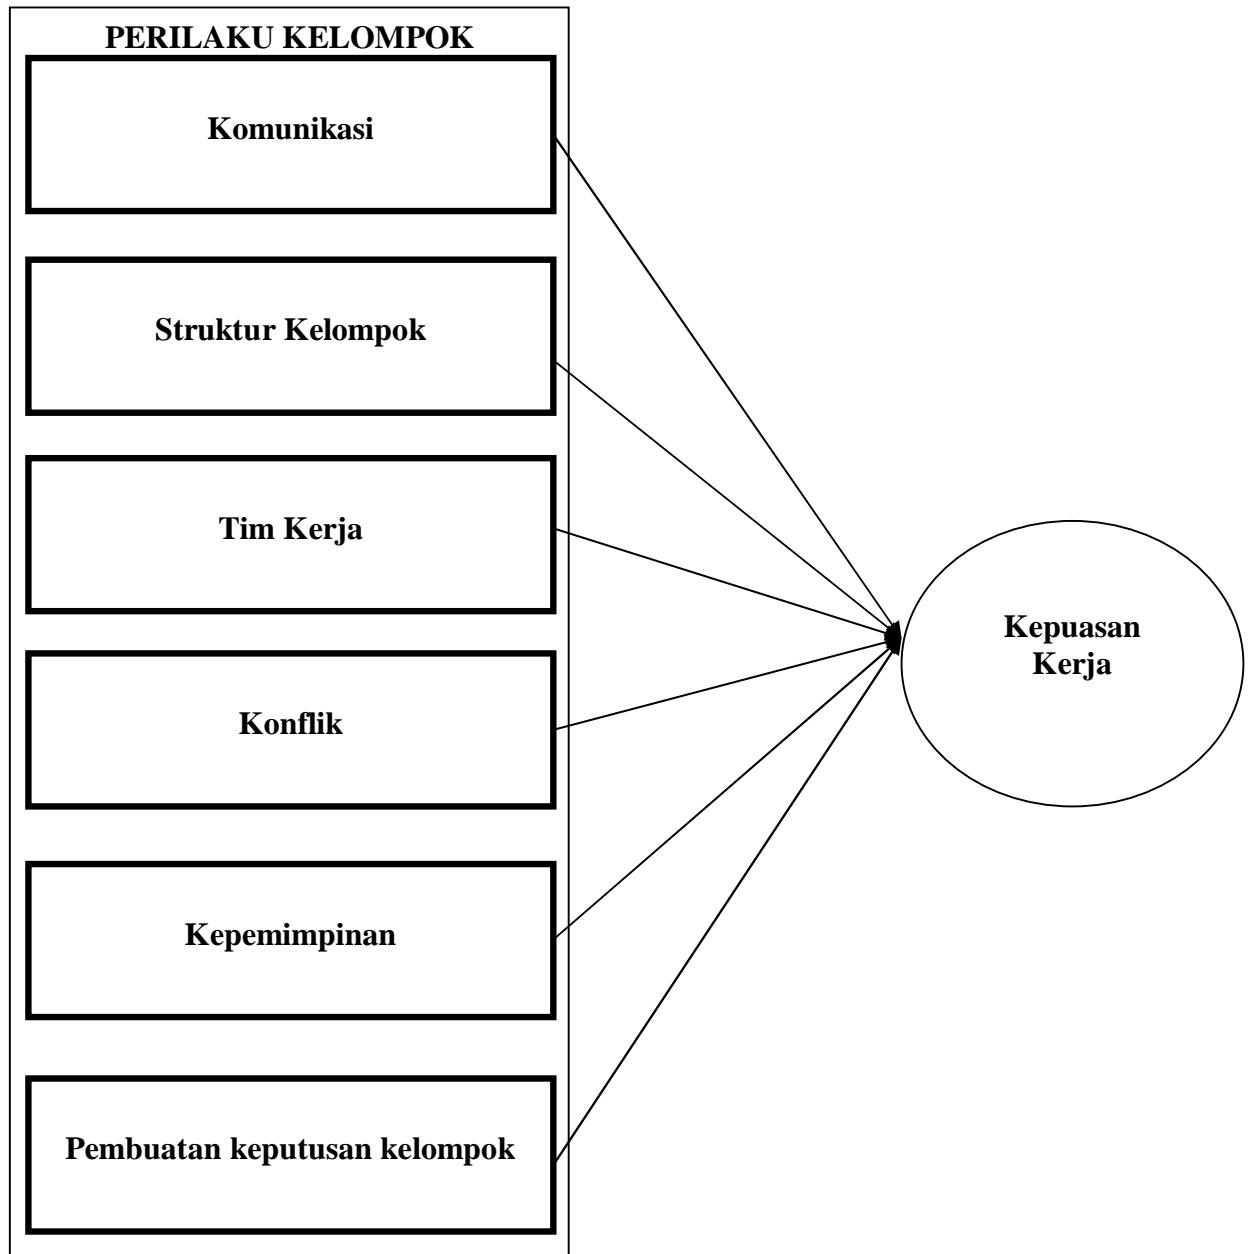 PERILAKU KELOMPOK
Komunikasi
Struktur Kelompok
Tim Kerja
Konflik
Kepemimpinan
Pembuatan keputusan kelompok
Kepuasan
Kerja